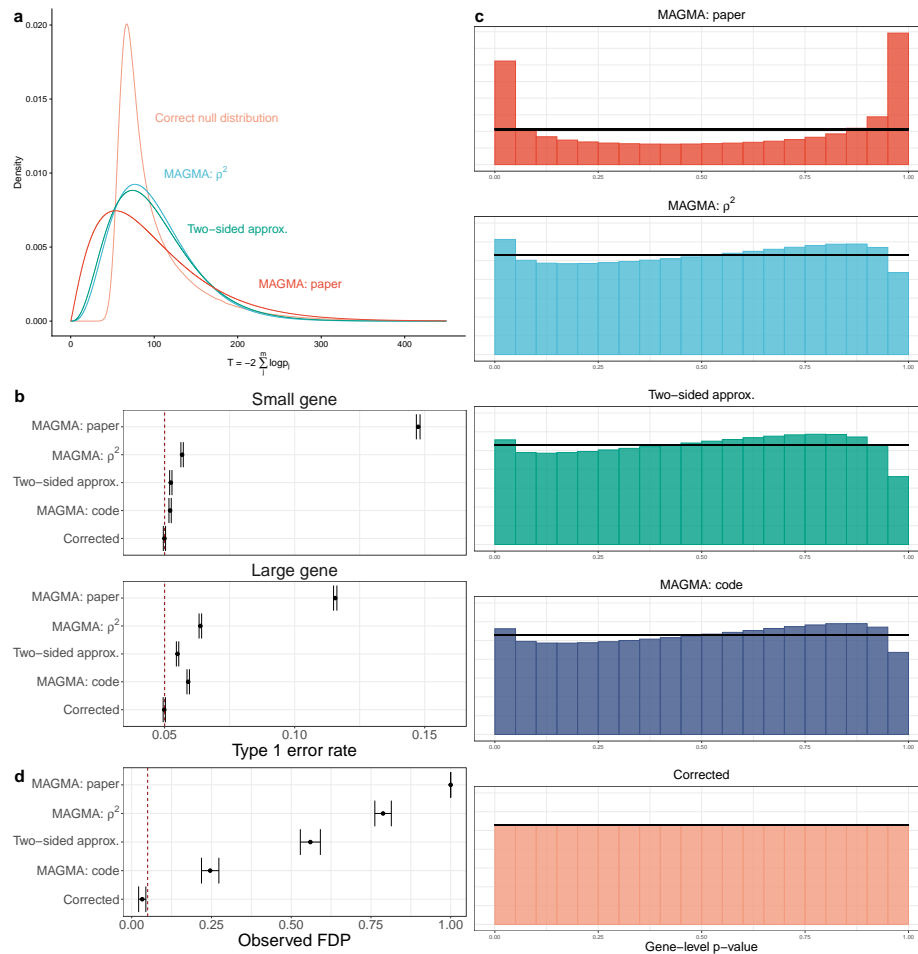 a
0.020
0.015
0.010
0.005
0.000
Density
Correct null distribution
MAGMA: ρ²
Two-sided approx.
MAGMA: paper
0 100 200 300 400
T = −2 ∑ᵐⱼ logpⱼ
b
Small gene
MAGMA: paper
MAGMA: ρ²
Two-sided approx.
MAGMA: code
Corrected
Large gene
MAGMA: paper
MAGMA: ρ²
Two-sided approx.
MAGMA: code
Corrected
0.05 0.10 0.15
Type 1 error rate
d
MAGMA: paper
MAGMA: ρ²
Two-sided approx.
MAGMA: code
Corrected
0.00 0.25 0.50 0.75 1.00
Observed FDP
c
MAGMA: paper
0.00 0.25 0.50 0.75 1.00
MAGMA: ρ²
0.00 0.25 0.50 0.75 1.00
Two-sided approx.
0.00 0.25 0.50 0.75 1.00
MAGMA: code
0.00 0.25 0.50 0.75 1.00
Corrected
0.00 0.25 0.50 0.75 1.00
Gene-level p-value